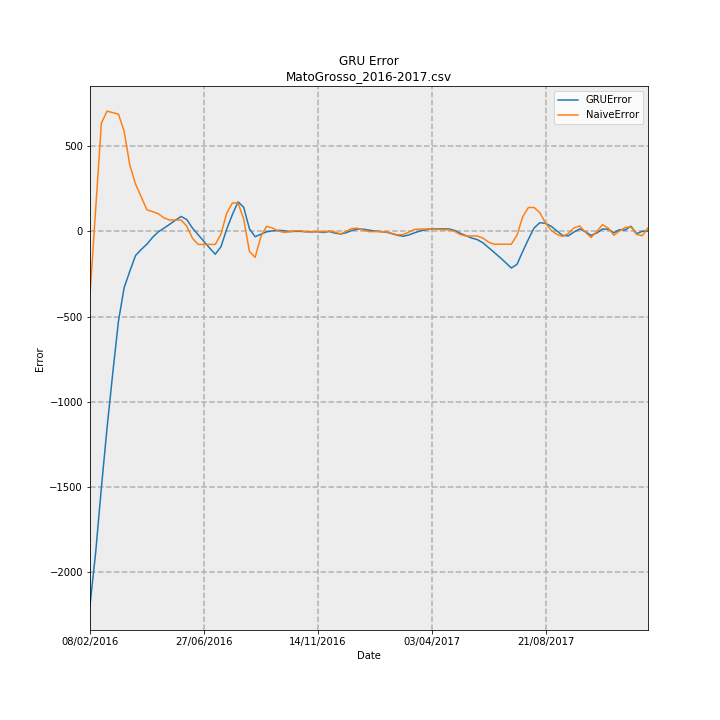 GRU Error
MatoGrosso_2016-2017.csv
GRUError
NaiveError
500
0
−500
−1000
−1500
−2000
Error
08/02/2016
27/06/2016
14/11/2016
03/04/2017
21/08/2017
Date